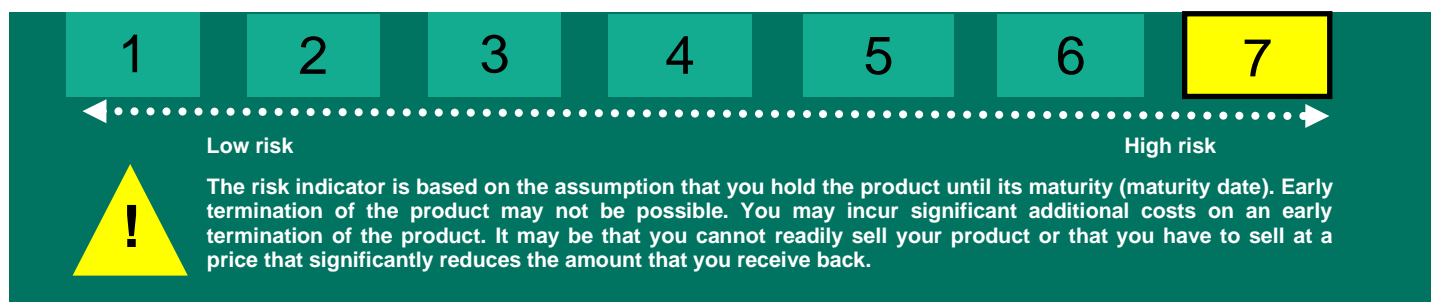 1 2 3 4 5 6 7
Low risk High risk
!
The risk indicator is based on the assumption that you hold the product until its maturity (maturity date). Early
termination of the product may not be possible. You may incur significant additional costs on an early
termination of the product. It may be that you cannot readily sell your product or that you have to sell at a
price that significantly reduces the amount that you receive back.